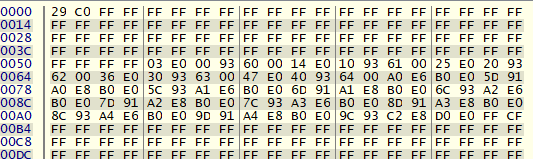 0000 29 C0 FF FF FF FF FF FF FF FF FF FF FF FF FF FF FF FF FF FF
0014 FF FF FF FF FF FF FF FF FF FF FF FF FF FF FF FF FF FF FF FF
0028 FF FF FF FF FF FF FF FF FF FF FF FF FF FF FF FF FF FF FF FF
003C FF FF FF FF FF FF FF FF FF FF FF FF FF FF FF FF FF FF FF FF
0050 FF FF FF FF 03 E0 00 93 60 00 14 E0 10 93 61 00 25 E0 20 93
0064 62 00 36 E0 30 93 63 00 47 E0 40 93 64 00 A0 E6 B0 E0 5D 91
0078 A0 E8 B0 E0 5C 93 A1 E6 B0 E0 6D 91 A1 E8 B0 E0 6C 93 A2 E6
008C B0 E0 7D 91 A2 E8 B0 E0 7C 93 A3 E6 B0 E0 8D 91 A3 E8 B0 E0
00A0 8C 93 A4 E6 B0 E0 9D 91 A4 E8 B0 E0 9C 93 C2 E8 D0 E0 FF CF
00B4 FF FF FF FF FF FF FF FF FF FF FF FF FF FF FF FF FF FF FF FF
00C8 FF FF FF FF FF FF FF FF FF FF FF FF FF FF FF FF FF FF FF FF
00DC FF FF FF FF FF FF FF FF FF FF FF FF FF FF FF FF FF FF FF FF